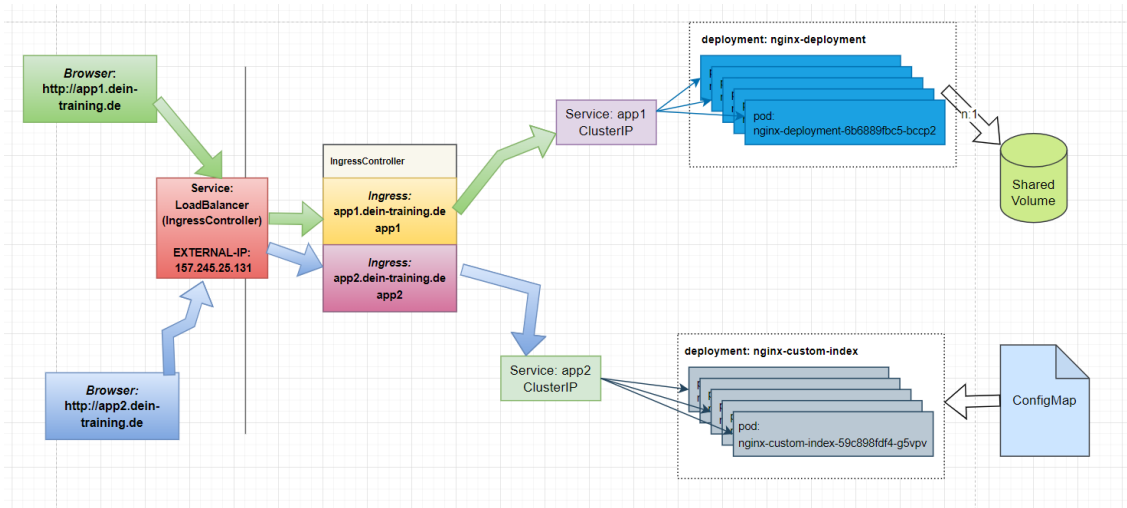 Browser:
http://app1.dein-
training.de
Service:
LoadBalancer
(IngressController)
EXTERNAL-IP:
157.245.25.131
Browser:
http://app2.dein-
training.de
IngressController
Ingress:
app1.dein-training.de
app1
Ingress:
app2.dein-training.de
app2
Service: app1
ClusterIP
deployment: nginx-deployment
pod:
nginx-deployment-6b6889fbc5-bccp2
n:1
Shared
Volume
Service: app2
ClusterIP
deployment: nginx-custom-index
pod:
nginx-custom-index-59c898fdf4-g5vpv
ConfigMap